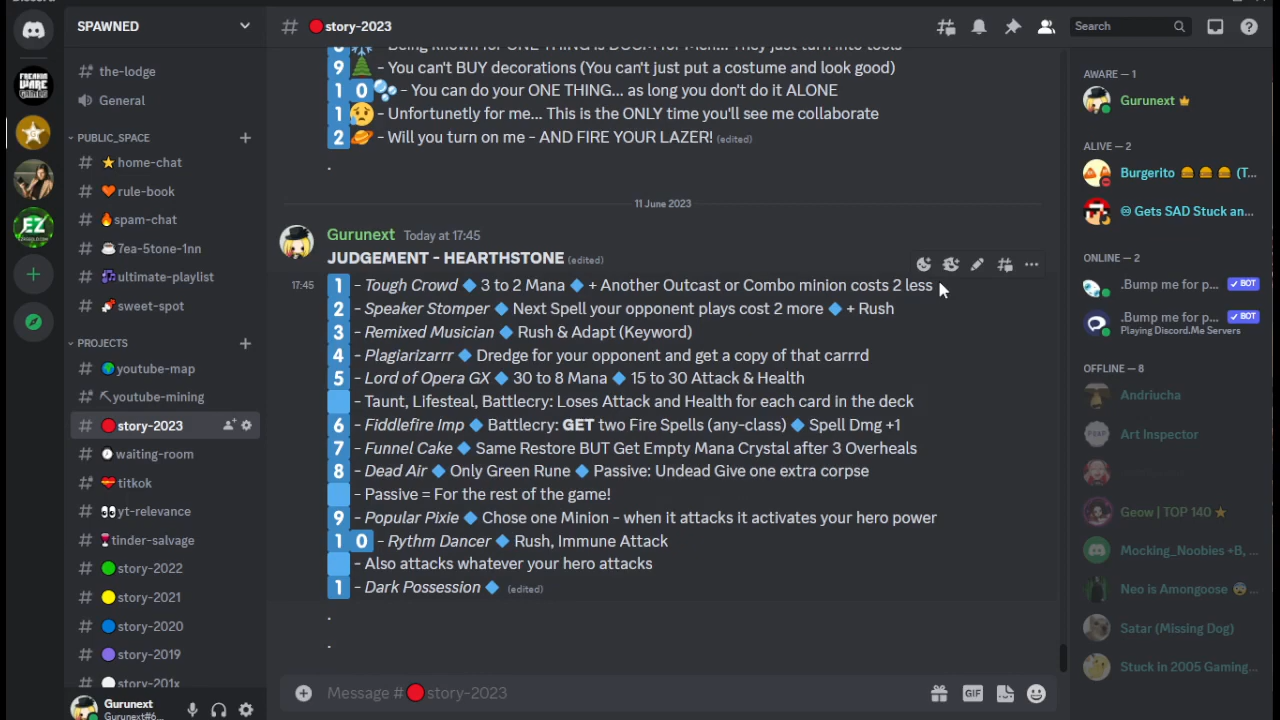 SPAWNED
story-2023
Search
the-lodge
General
PUBLIC_SPACE
home-chat
rule-book
spam-chat
7ea-5tone-1nn
ultimate-playlist
sweet-spot
PROJECTS
youtube-map
youtube-mining
story-2023
waiting-room
titkok
yt-relevance
tinder-salvage
story-2022
story-2021
story-2020
story-2019
story-201x
Gurunext
Gurunext#6...
9 - You can't BUY decorations (You can't just put a costume and look good)
1 0 - You can do your ONE THING... as long you don't do it ALONE
1 - Unfortunetly for me... This is the ONLY time you'll see me collaborate
2 - Will you turn on me - AND FIRE YOUR LAZER! (edited)
.
11 June 2023
Gurunext Today at 17:45
JUDGEMENT - HEARTHSTONE (edited)
17:45 1 - Tough Crowd 🔷 3 to 2 Mana 🔷 + Another Outcast or Combo minion costs 2 less
2 - Speaker Stomper 🔷 Next Spell your opponent plays cost 2 more 🔷 + Rush
3 - Remxed Musician 🔷 Rush & Adapt (Keyword)
4 - Plagiarizarrr 🔷 Dredge for your opponent and get a copy of that carrrd
5 - Lord of Opera GX 🔷 30 to 8 Mana 🔷 15 to 30 Attack & Health
- Taunt, Lifesteal, Battlecry: Loses Attack and Health for each card in the deck
6 - Fiddlefire Imp 🔷 Battlecry: GET two Fire Spells (any-class) 🔷 Spell Dmg +1
7 - Funnel Cake 🔷 Same Restore BUT Get Empty Mana Crystal after 3 Overheals
8 - Dead Air 🔷 Only Green Rune 🔷 Passive: Undead Give one extra corpse
- Passive = For the rest of the game!
9 - Popular Pixie 🔷 Chose one Minion - when it attacks it activates your hero power
1 0 - Rythm Dancer 🔷 Rush, Immune Attack
- Also attacks whatever your hero attacks
1 - Dark Possession 🔷 (edited)
.
.
Message # story-2023
GIF
AWARE — 1
Gurunext
ALIVE — 2
Burgerito 🍔 🍔 🍔 (T...
Gets SAD Stuck an...
ONLINE — 2
.Bump me for p... ✓ BOT
.Bump me for p... ✓ BOT
Playing Discord.Me Servers
OFFLINE — 8
Andriucha
Art Inspector
Geow | TOP 140
Mocking_Noobies +B, ...
Neo is Amongoose ...
Satar (Missing Dog)
Stuck in 2005 Gaming...
FREAKIN WARE GAMES
EZ